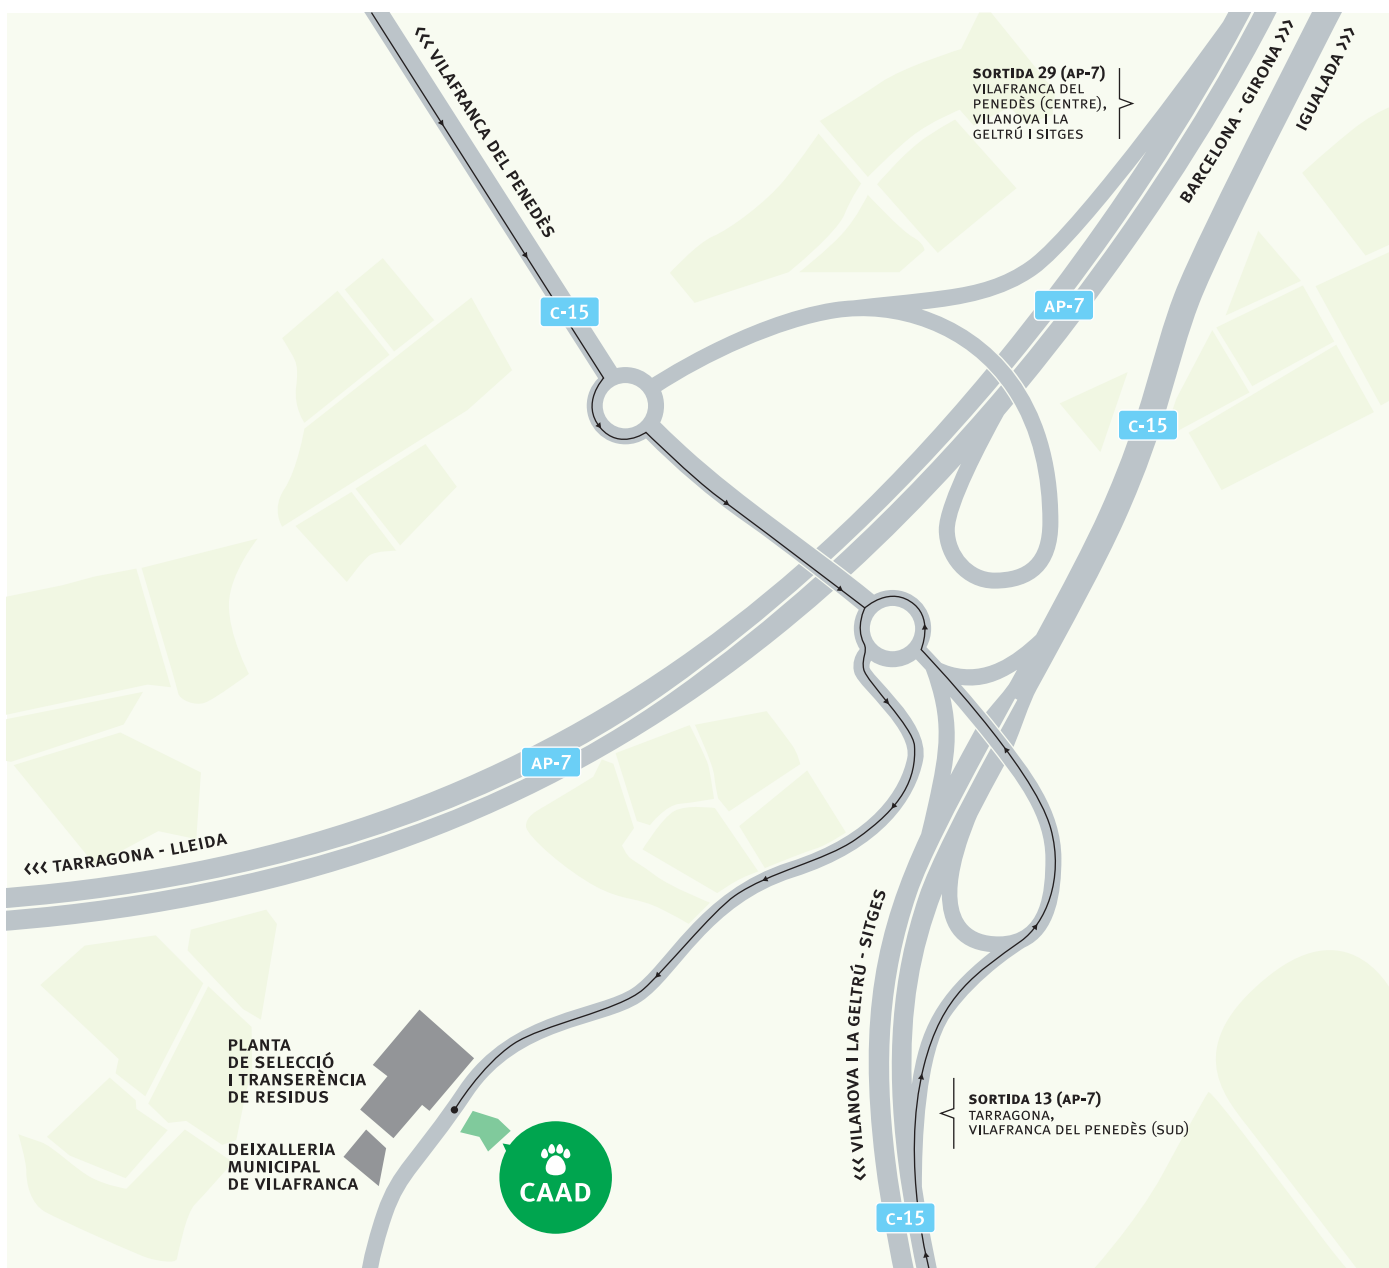 ‹‹‹ VILAFRANCA DEL PENEDÈS
SORTIDA 29 (AP-7)
VILAFRANCA DEL
PENEDÈS (CENTRE),
VILANOVA I LA
GELTRÚ I SITGES
BARCELONA - GIRONA ›››
IGUALADA ›››
C-15
AP-7
C-15
AP-7
‹‹‹ TARRAGONA - LLEIDA
‹‹‹ VILANOVA I LA GELTRÚ - SITGES
PLANTA
DE SELECCIÓ
I TRANSERÈNCIA
DE RESIDUS
DEIXALLERIA
MUNICIPAL
DE VILAFRANCA
CAAD
SORTIDA 13 (AP-7)
TARRAGONA,
VILAFRANCA DEL PENEDÈS (SUD)
C-15